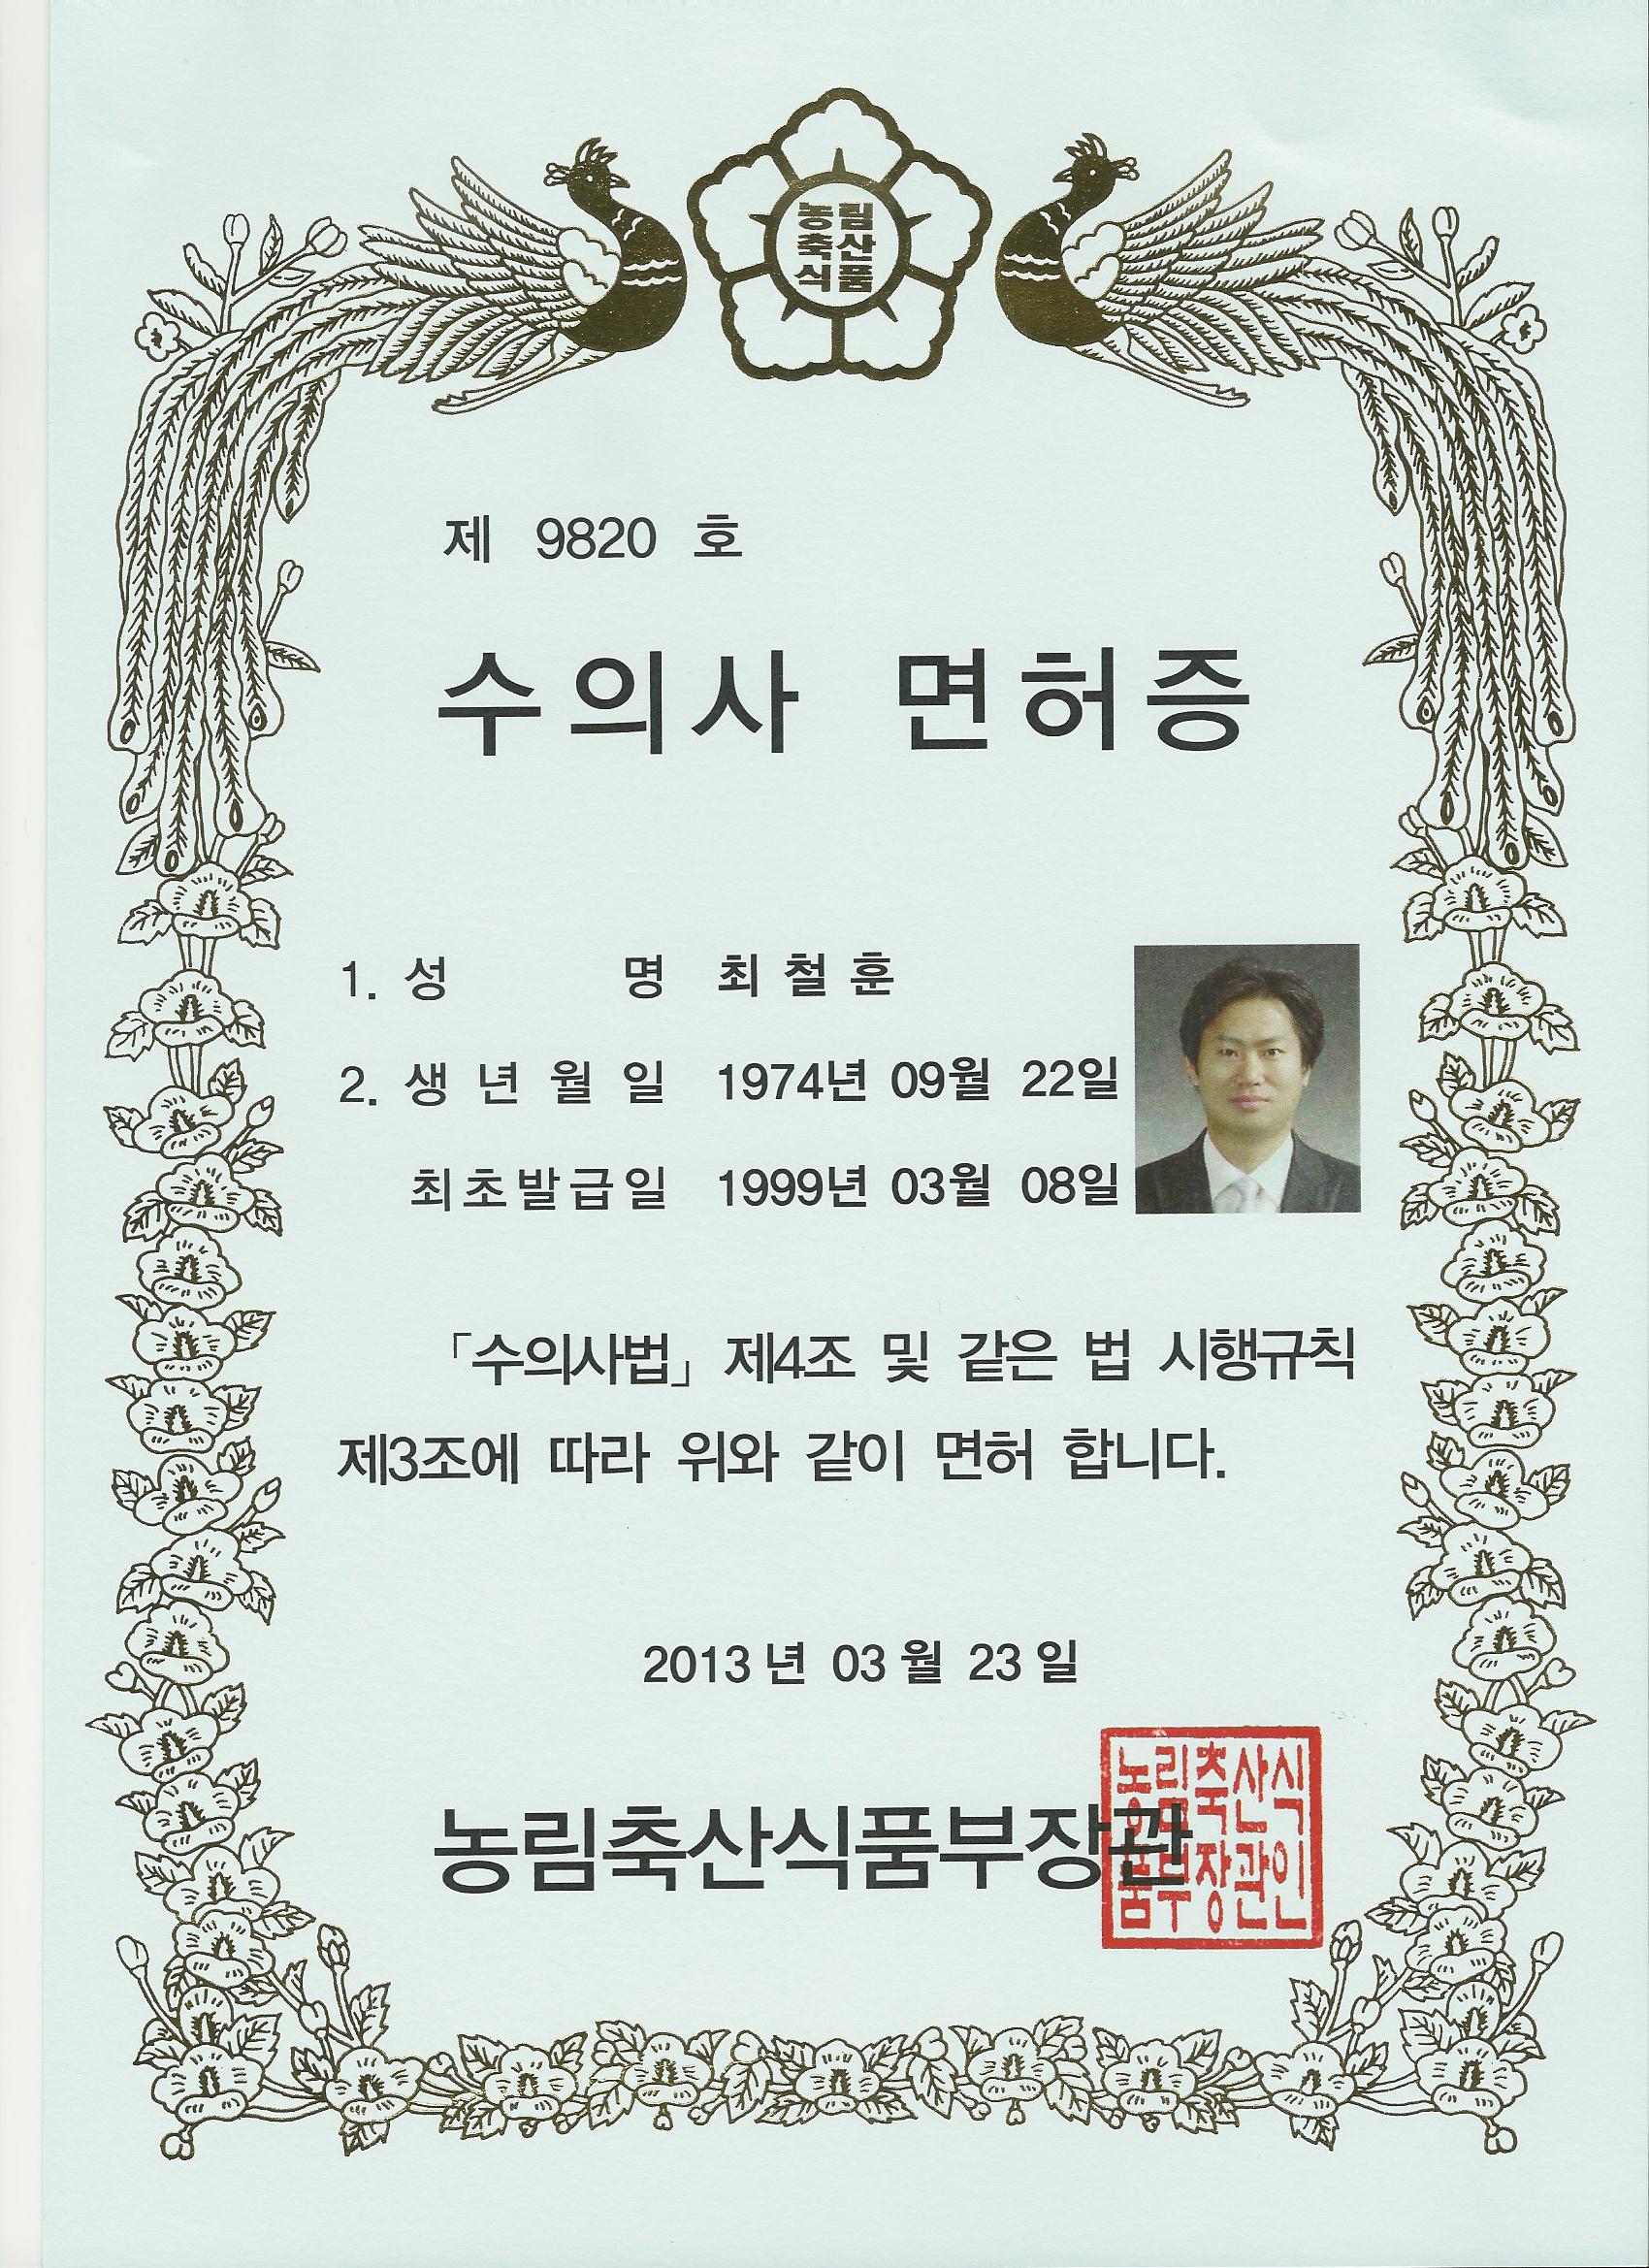 농림
축산
식품
제 9820 호
수의사 면허증
1. 성 명 최 철 훈
2. 생 년 월 일 1974년 09월 22일
최초발급일 1999년 03월 08일
「수의사법」 제4조 및 같은 법 시행규칙
제3조에 따라 위와 같이 면허 합니다.
2013 년 03 월 23 일
농림축산식품부장관
농림축산식
품부장관인